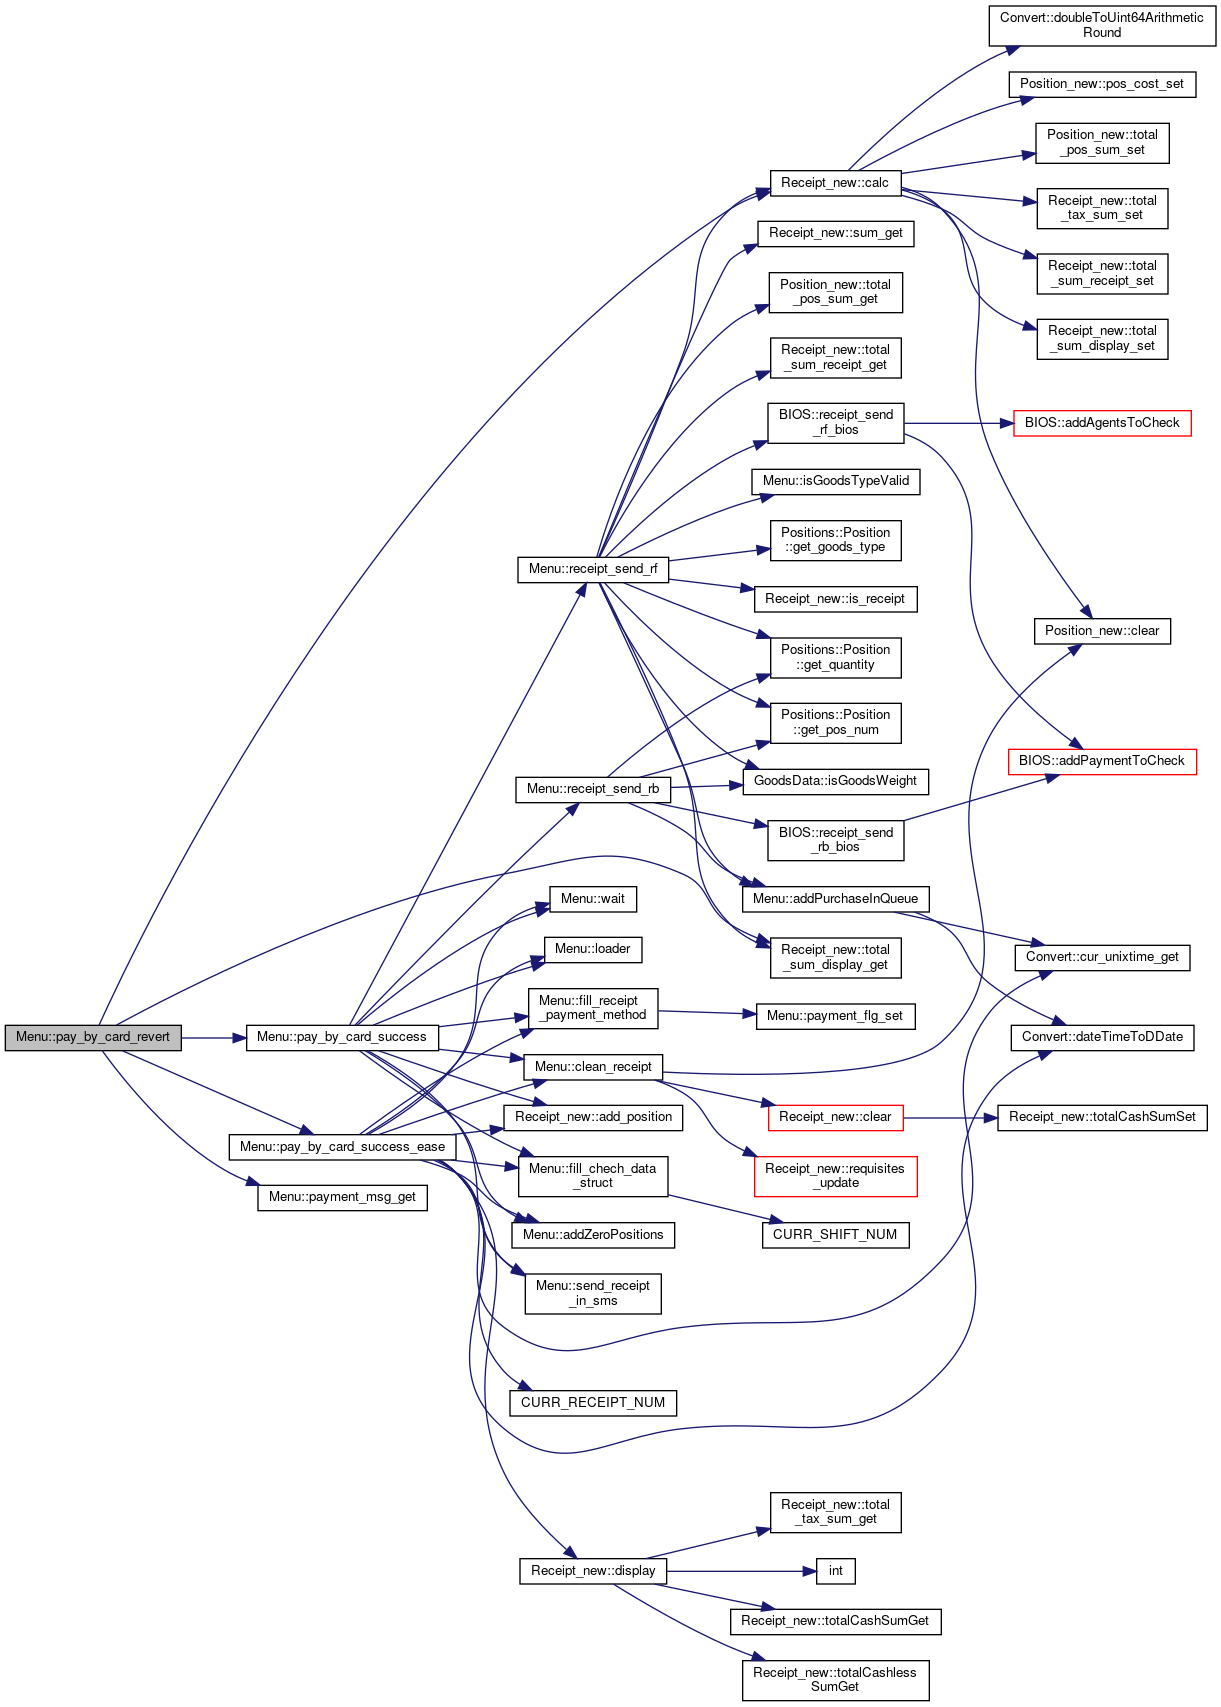 Convert::doubleToUint64Arithmetic
Round
Position_new::pos_cost_set
Position_new::total
_pos_sum_set
Receipt_new::calc
Receipt_new::total
_tax_sum_set
Receipt_new::sum_get
Receipt_new::total
_sum_receipt_set
Position_new::total
_pos_sum_get
Receipt_new::total
_sum_display_set
Receipt_new::total
_sum_receipt_get
BIOS::receipt_send
_rf_bios
BIOS::addAgentsToCheck
Menu::isGoodsTypeValid
Positions::Position
::get_goods_type
Menu::receipt_send_rf
Receipt_new::is_receipt
Position_new::clear
Positions::Position
::get_quantity
Positions::Position
::get_pos_num
BIOS::addPaymentToCheck
GoodsData::isGoodsWeight
Menu::receipt_send_rb
BIOS::receipt_send
_rb_bios
Menu::wait
Menu::addPurchaseInQueue
Menu::loader
Receipt_new::total
_sum_display_get
Convert::cur_unixtime_get
Menu::fill_receipt
_payment_method
Menu::payment_flg_set
Menu::pay_by_card_revert
Menu::pay_by_card_success
Convert::dateTimeToDDate
Menu::clean_receipt
Receipt_new::add_position
Receipt_new::clear
Receipt_new::totalCashSumSet
Menu::pay_by_card_success_ease
Menu::fill_chech_data
_struct
Receipt_new::requisites
_update
Menu::payment_msg_get
Menu::addZeroPositions
CURR_SHIFT_NUM
Menu::send_receipt
_in_sms
CURR_RECEIPT_NUM
Receipt_new::total
_tax_sum_get
Receipt_new::display
int
Receipt_new::totalCashSumGet
Receipt_new::totalCashless
SumGet